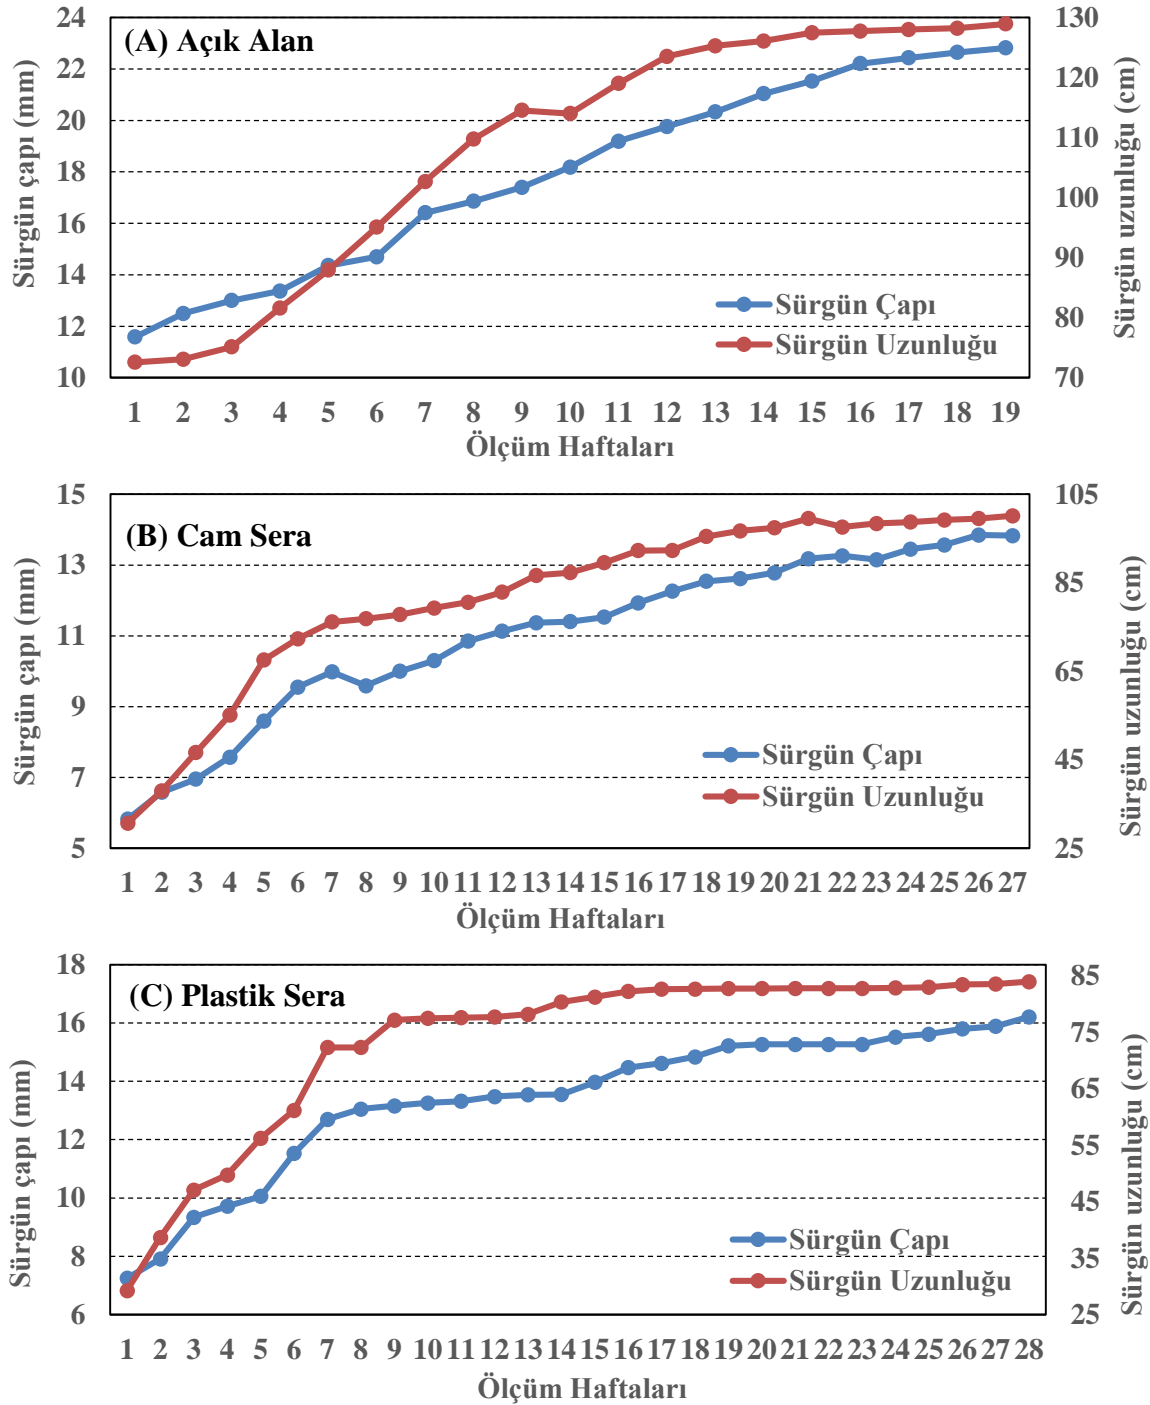 (A) Açık Alan
Sürgün çapı (mm)
24
22
20
18
16
14
12
10
Sürgün uzunluğu (cm)
130
120
110
100
90
80
70
Sürgün Çapı
Sürgün Uzunluğu
1 2 3 4 5 6 7 8 9 10 11 12 13 14 15 16 17 18 19
Ölçüm Haftaları
(B) Cam Sera
Sürgün çapı (mm)
15
13
11
9
7
5
Sürgün uzunluğu (cm)
105
85
65
45
25
Sürgün Çapı
Sürgün Uzunluğu
1 2 3 4 5 6 7 8 9 10 11 12 13 14 15 16 17 18 19 20 21 22 23 24 25 26 27
Ölçüm Haftaları
(C) Plastik Sera
Sürgün çapı (mm)
18
16
14
12
10
8
6
Sürgün uzunluğu (cm)
85
75
65
55
45
35
25
Sürgün Çapı
Sürgün Uzunluğu
1 2 3 4 5 6 7 8 9 10 11 12 13 14 15 16 17 18 19 20 21 22 23 24 25 26 27 28
Ölçüm Haftaları